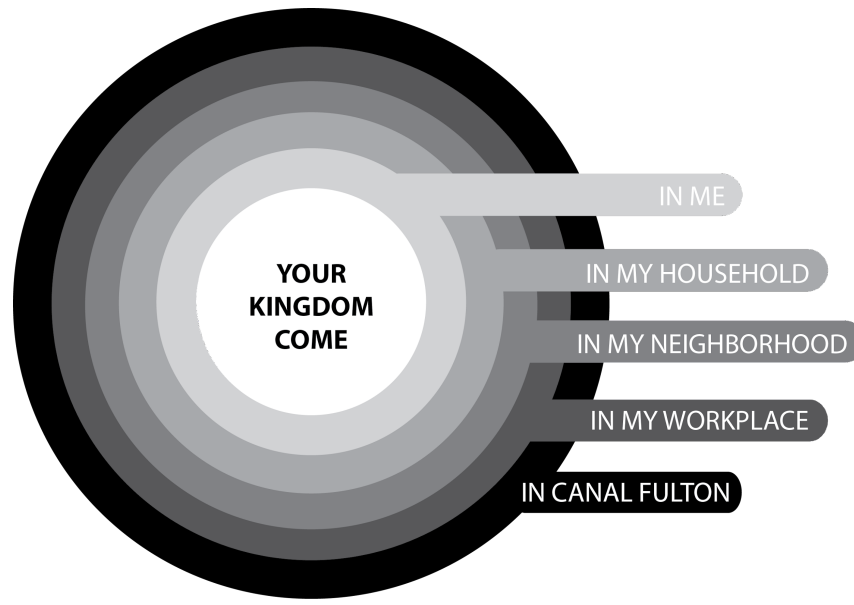 YOUR
KINGDOM
COME
IN ME
IN MY HOUSEHOLD
IN MY NEIGHBORHOOD
IN MY WORKPLACE
IN CANAL FULTON